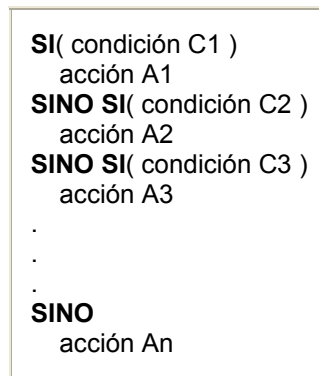 SI( condición C1 )
acción A1
SINO SI( condición C2 )
acción A2
SINO SI( condición C3 )
acción A3
.
.
.
SINO
acción An